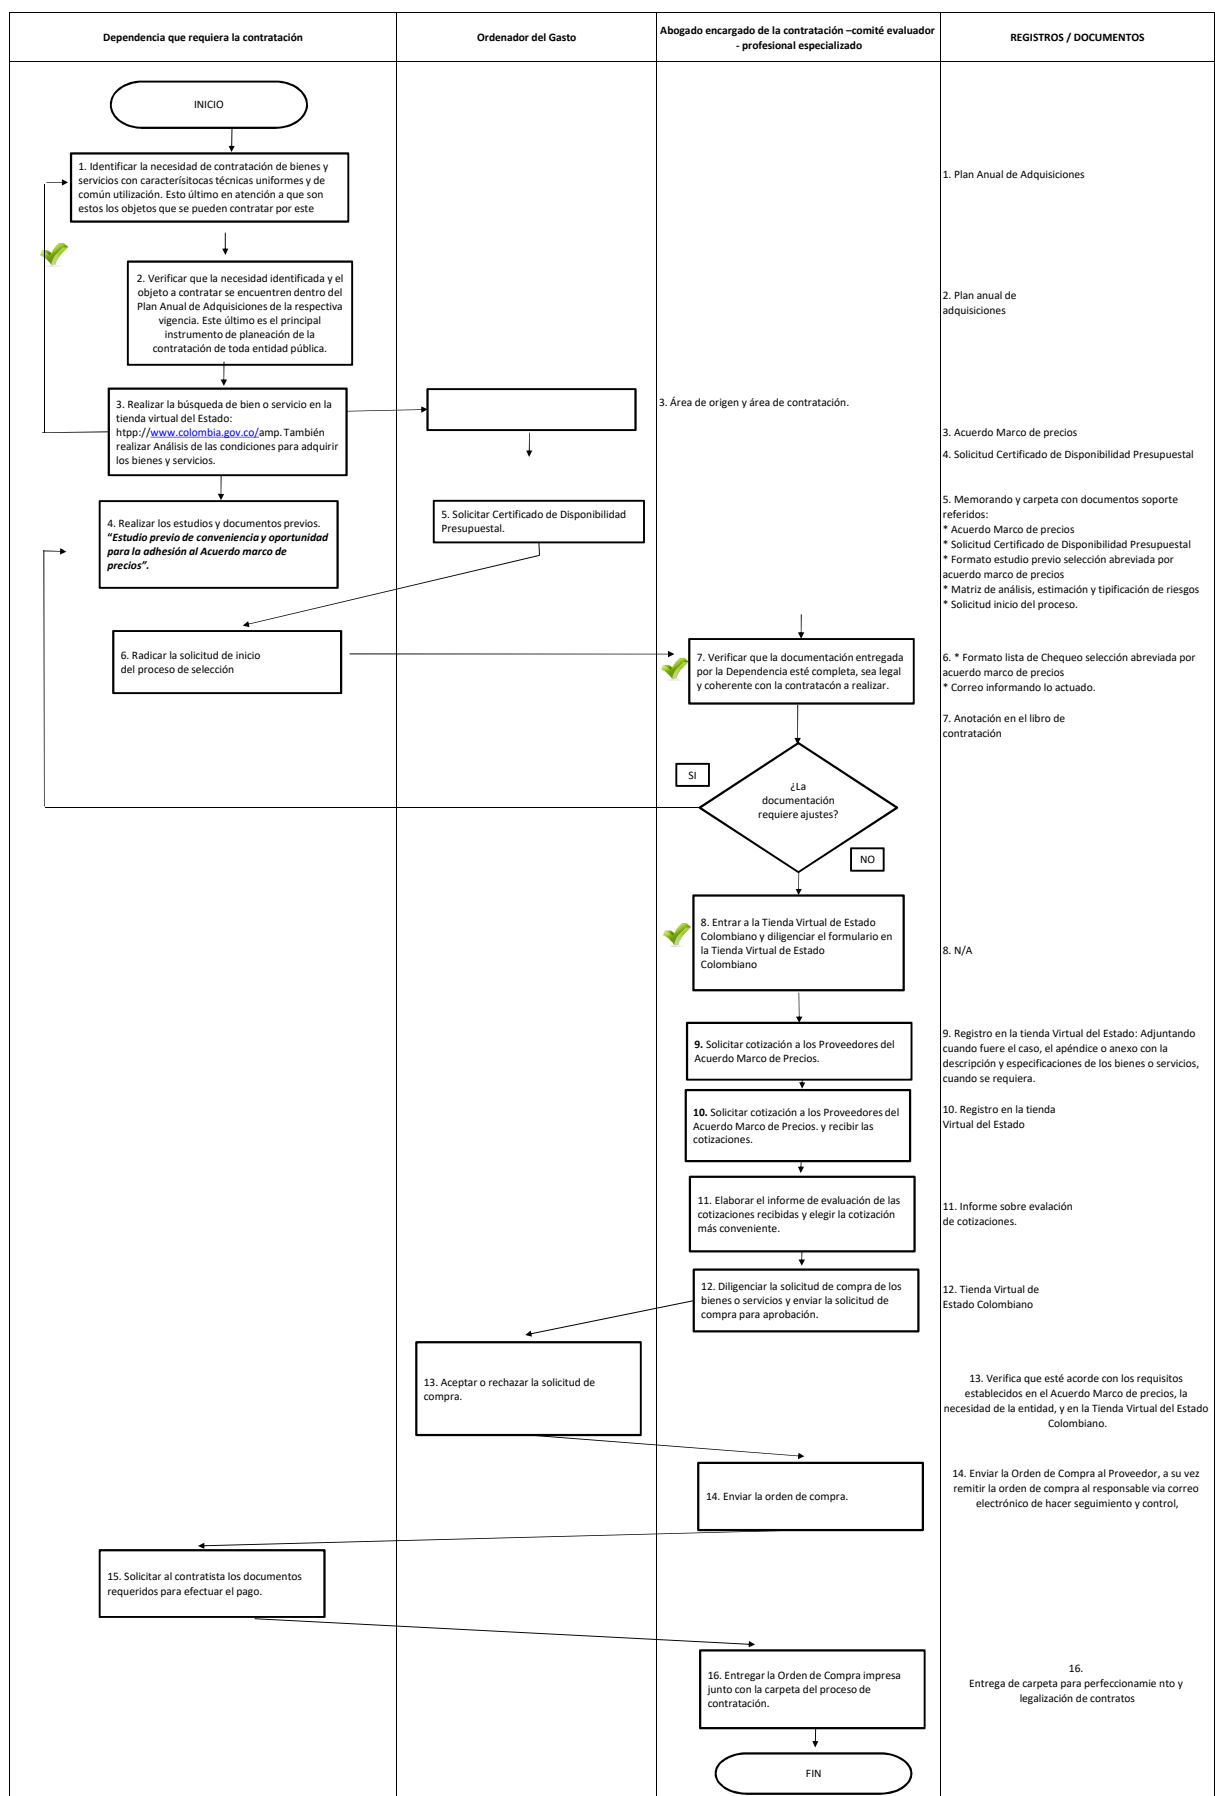 Dependencia que requiera la contratación
Ordenador del Gasto
Abogado encargado de la contratación –comité evaluador
- profesional especializado
REGISTROS / DOCUMENTOS
INICIO
1. Identificar la necesidad de contratación de bienes y
servicios con caracterísitocas técnicas uniformes y de
común utilización. Esto último en atención a que son
estos los objetos que se pueden contratar por este
1. Plan Anual de Adquisiciones
2. Verificar que la necesidad identificada y el
objeto a contratar se encuentren dentro del
Plan Anual de Adquisiciones de la respectiva
vigencia. Este último es el principal
instrumento de planeación de la
contratación de toda entidad pública.
2. Plan anual de
adquisiciones
3. Realizar la búsqueda de bien o servicio en la
tienda virtual del Estado:
htpp://www.colombia.gov.co/amp. También
realizar Análisis de las condiciones para adquirir
los bienes y servicios.
3. Área de origen y área de contratación.
3. Acuerdo Marco de precios
4. Solicitud Certificado de Disponibilidad Presupuestal
4. Realizar los estudios y documentos previos.
“Estudio previo de conveniencia y oportunidad
para la adhesión al Acuerdo marco de
precios”.
5. Solicitar Certificado de Disponibilidad
Presupuestal.
5. Memorando y carpeta con documentos soporte
referidos:
* Acuerdo Marco de precios
* Solicitud Certificado de Disponibilidad Presupuestal
* Formato estudio previo selección abreviada por
acuerdo marco de precios
* Matriz de análisis, estimación y tipificación de riesgos
* Solicitud inicio del proceso.
6. Radicar la solicitud de inicio
del proceso de selección
7. Verificar que la documentación entregada
por la Dependencia esté completa, sea legal
y coherente con la contratacón a realizar.
6. * Formato lista de Chequeo selección abreviada por
acuerdo marco de precios
* Correo informando lo actuado.
7. Anotación en el libro de
contratación
SI
¿La
documentación
requiere ajustes?
NO
8. Entrar a la Tienda Virtual de Estado
Colombiano y diligenciar el formulario en
la Tienda Virtual de Estado
Colombiano
8. N/A
9. Solicitar cotización a los Proveedores del
Acuerdo Marco de Precios.
9. Registro en la tienda Virtual del Estado: Adjuntando
cuando fuere el caso, el apéndice o anexo con la
descripción y especificaciones de los bienes o servicios,
cuando se requiera.
10. Solicitar cotización a los Proveedores del
Acuerdo Marco de Precios. y recibir las
cotizaciones.
10. Registro en la tienda
Virtual del Estado
11. Elaborar el informe de evaluación de las
cotizaciones recibidas y elegir la cotización
más conveniente.
11. Informe sobre evalación
de cotizaciones.
12. Diligenciar la solicitud de compra de los
bienes o servicios y enviar la solicitud de
compra para aprobación.
12. Tienda Virtual de
Estado Colombiano
13. Aceptar o rechazar la solicitud de
compra.
13. Verifica que esté acorde con los requisitos
establecidos en el Acuerdo Marco de precios, la
necesidad de la entidad, y en la Tienda Virtual del Estado
Colombiano.
14. Enviar la orden de compra.
14. Enviar la Orden de Compra al Proveedor, a su vez
remitir la orden de compra al responsable via correo
electrónico de hacer seguimiento y control,
15. Solicitar al contratista los documentos
requeridos para efectuar el pago.
16. Entregar la Orden de Compra impresa
junto con la carpeta del proceso de
contratación.
16.
Entrega de carpeta para perfeccionamie nto y
legalización de contratos
FIN